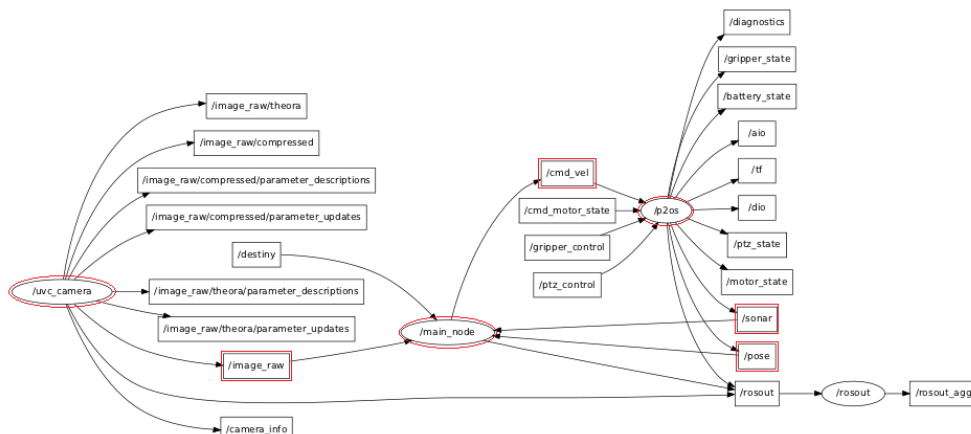 /diagnostics
/gripper_state
/battery_state
/image_raw/theora
/aio
/image_raw/compressed
/cmd_vel
/tf
/image_raw/compressed/parameter_descriptions
/cmd_motor_state
/p2os
/dio
/image_raw/compressed/parameter_updates
/gripper_control
/ptz_state
/destiny
/ptz_control
/motor_state
/uvc_camera
/image_raw/theora/parameter_descriptions
/sonar
/image_raw/theora/parameter_updates
/main_node
/pose
/image_raw
/rosout
/rosout
/rosout_agg
/camera_info